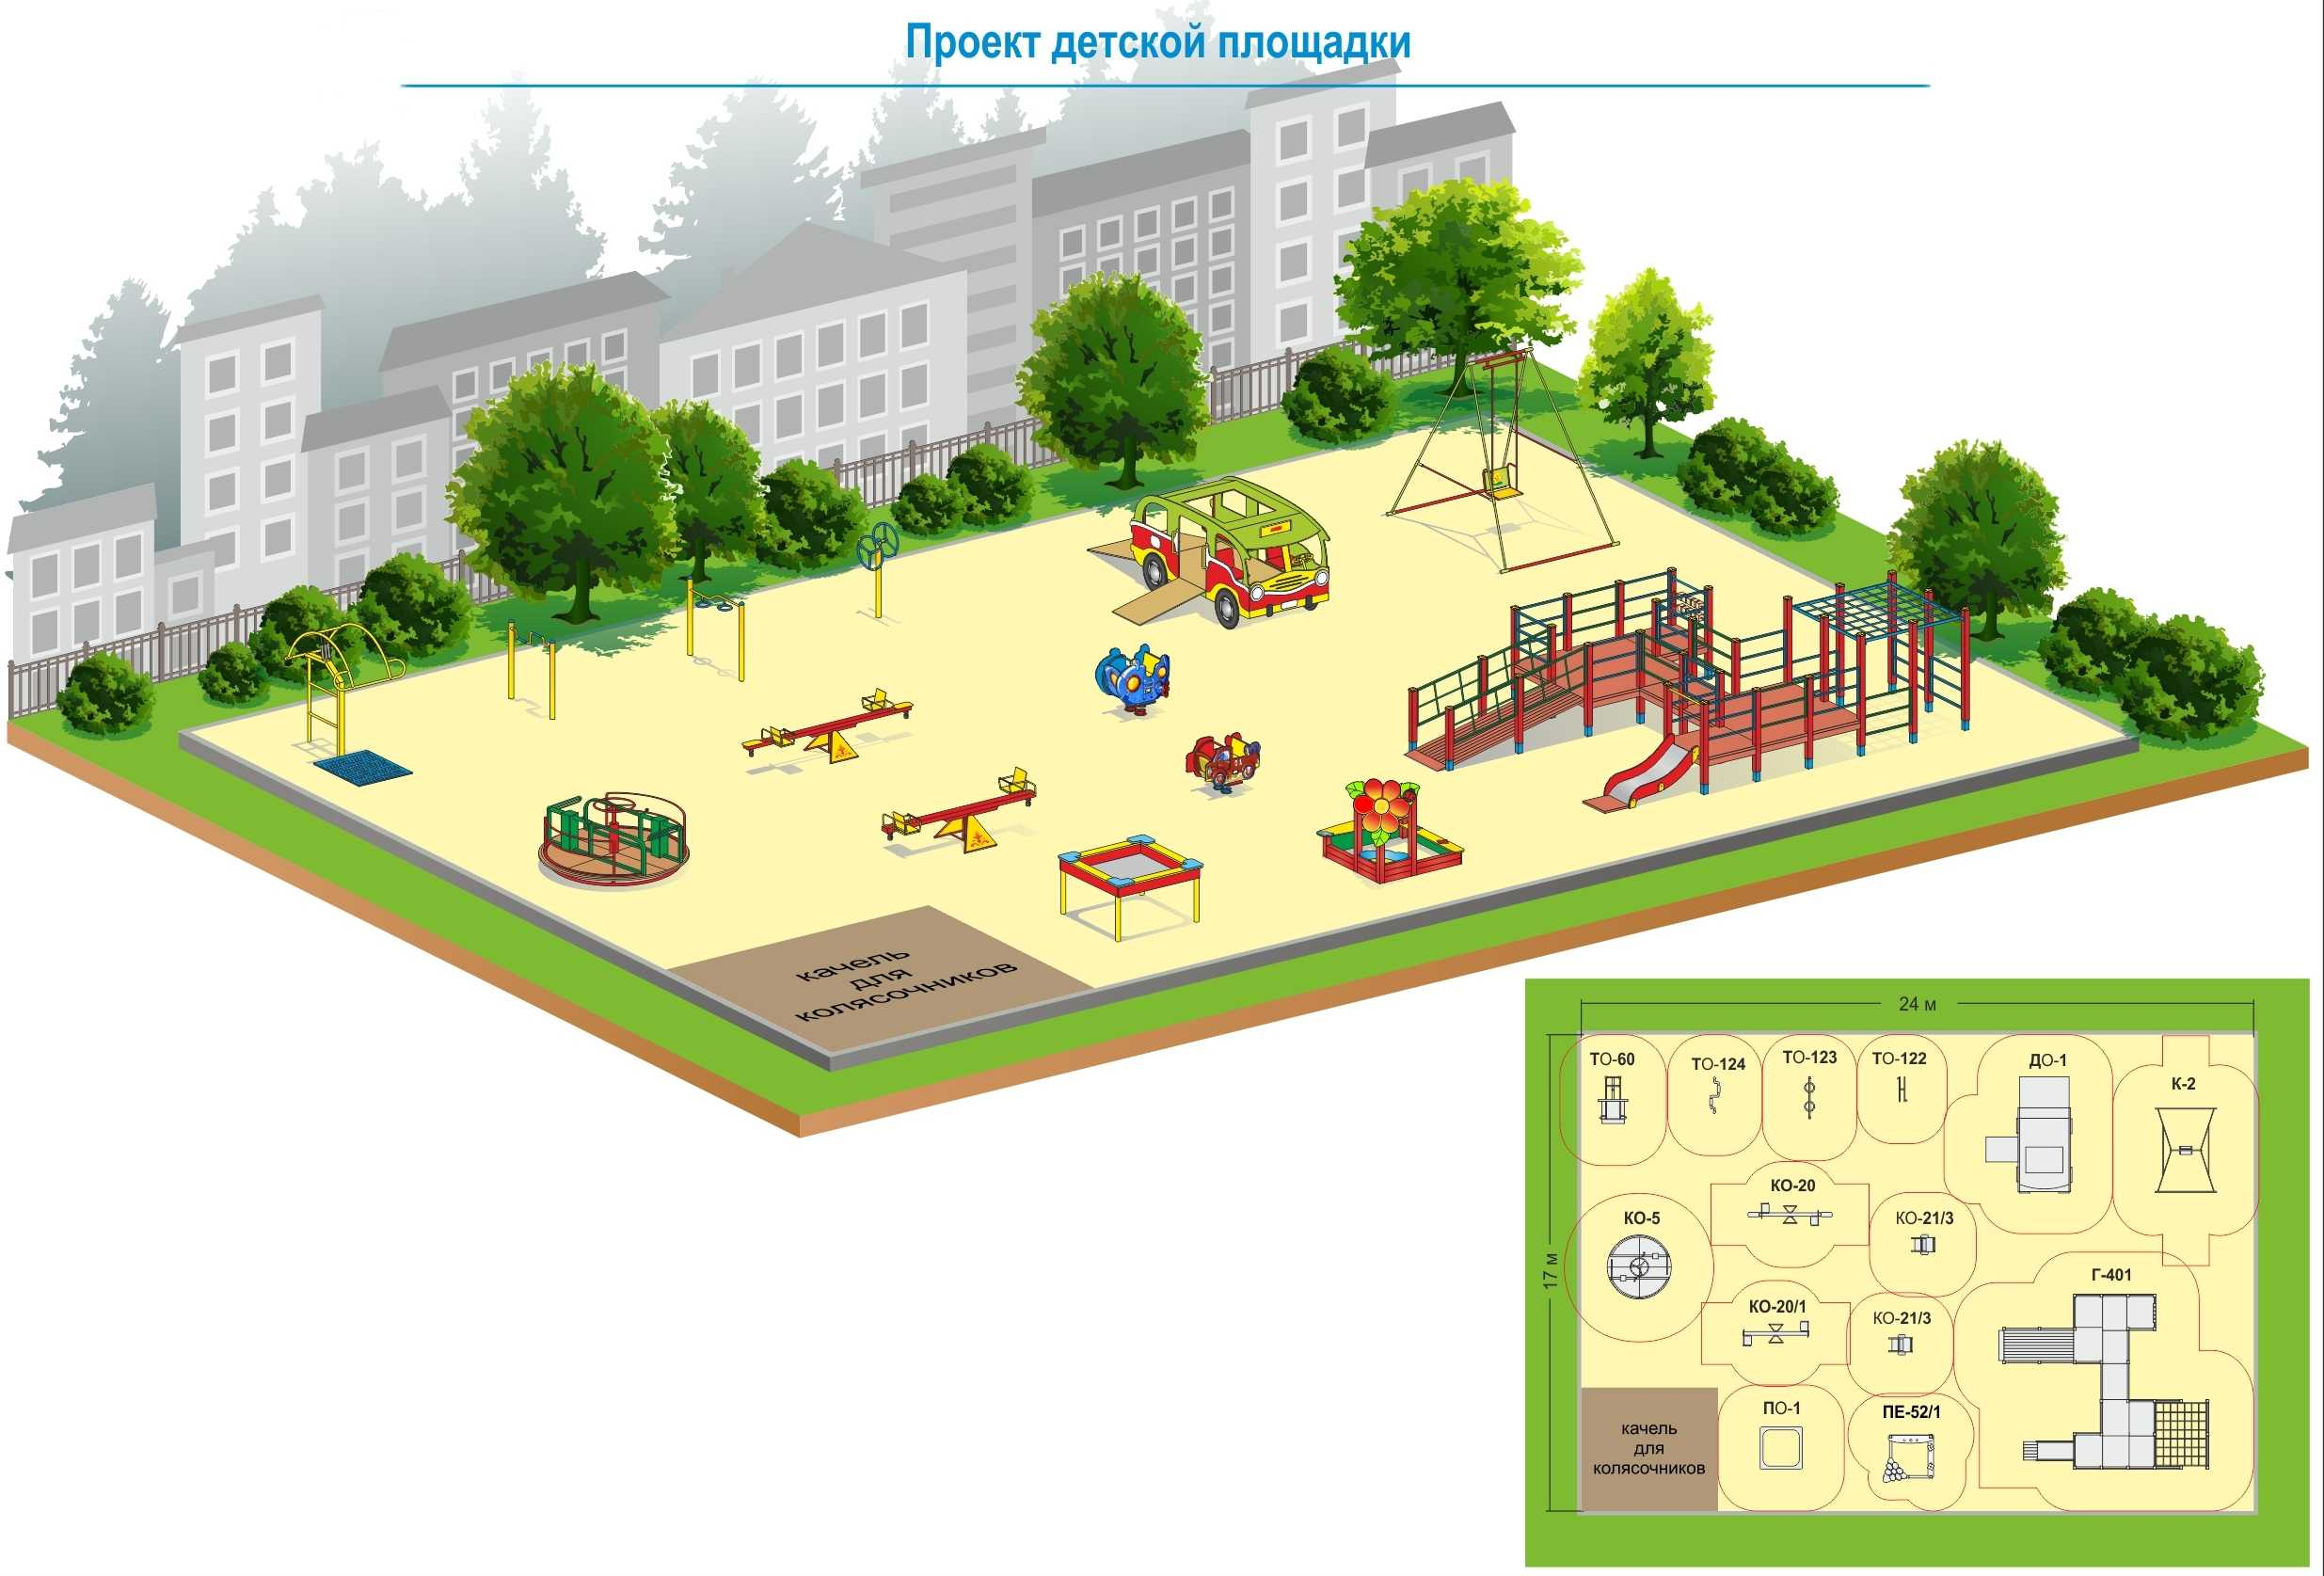 Проект детской площадки
качель
для
колясочников
24 м
17 м
ТО-60
ТО-124
ТО-123
ТО-122
ДО-1
К-2
КО-20
КО-5
КО-21/3
Г-401
КО-20/1
КО-21/3
ПО-1
ПЕ-52/1
качель
для
колясочников